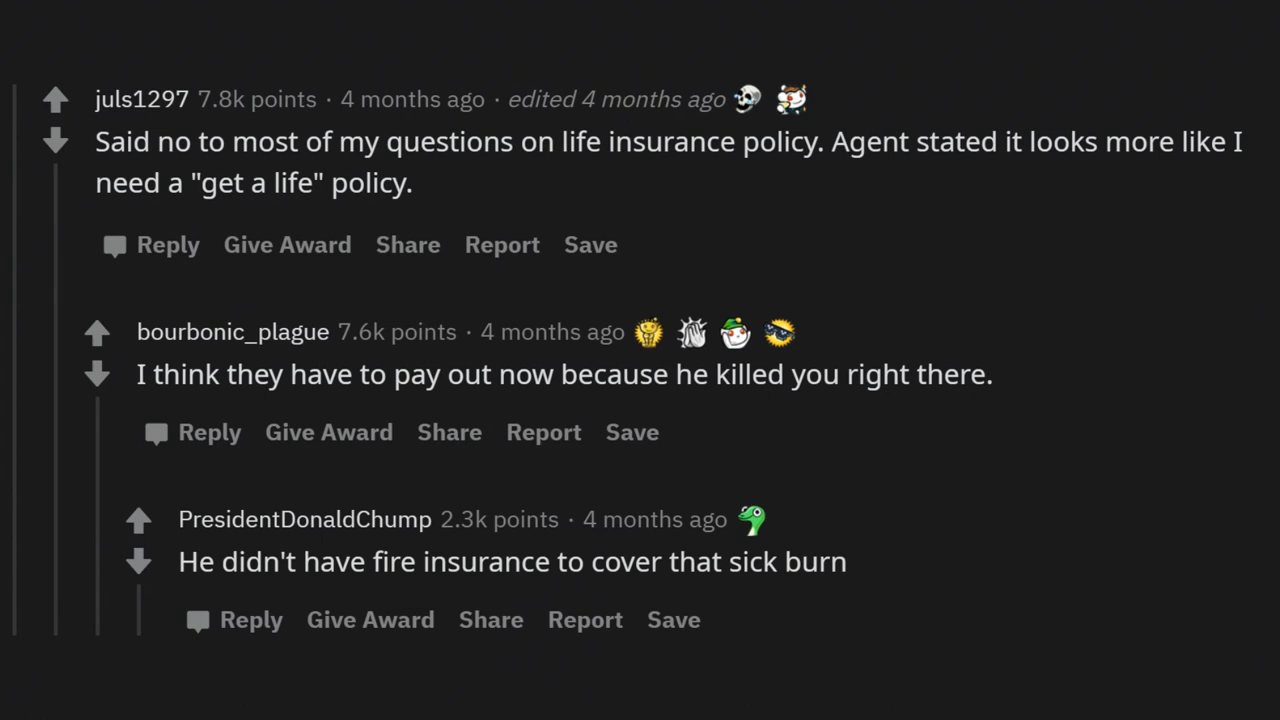 juls1297 7.8k points · 4 months ago · edited 4 months ago
Said no to most of my questions on life insurance policy. Agent stated it looks more like I
need a "get a life" policy.
Reply Give Award Share Report Save
bourbonic_plague 7.6k points · 4 months ago
I think they have to pay out now because he killed you right there.
Reply Give Award Share Report Save
PresidentDonaldChump 2.3k points · 4 months ago
He didn't have fire insurance to cover that sick burn
Reply Give Award Share Report Save